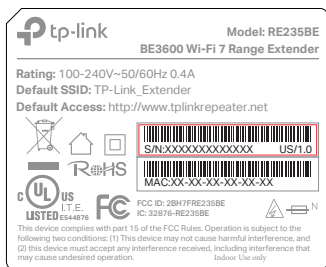 tp-link
Model: RE235BE
BE3600 Wi-Fi 7 Range Extender
Rating: 100-240V~50/60Hz 0.4A
Default SSID: TP-Link_Extender
Default Access: http://www.tplinkrepeater.net
S/N:XXXXXXXXXXXXX US/1.0
RoHS
MAC:XX-XX-XX-XX-XX-XX
C UL US
LISTED
I.T.E.
E544876
FC
FCC ID: 2BH7FRE235BE
IC: 32876-RE235BE
N
This device complies with part 15 of the FCC Rules. Operation is subject to the
following two conditions: (1) This device may not cause harmful interference, and
(2) this device must accept any interference received, including interference that
may cause undesired operation. Indoor Use only